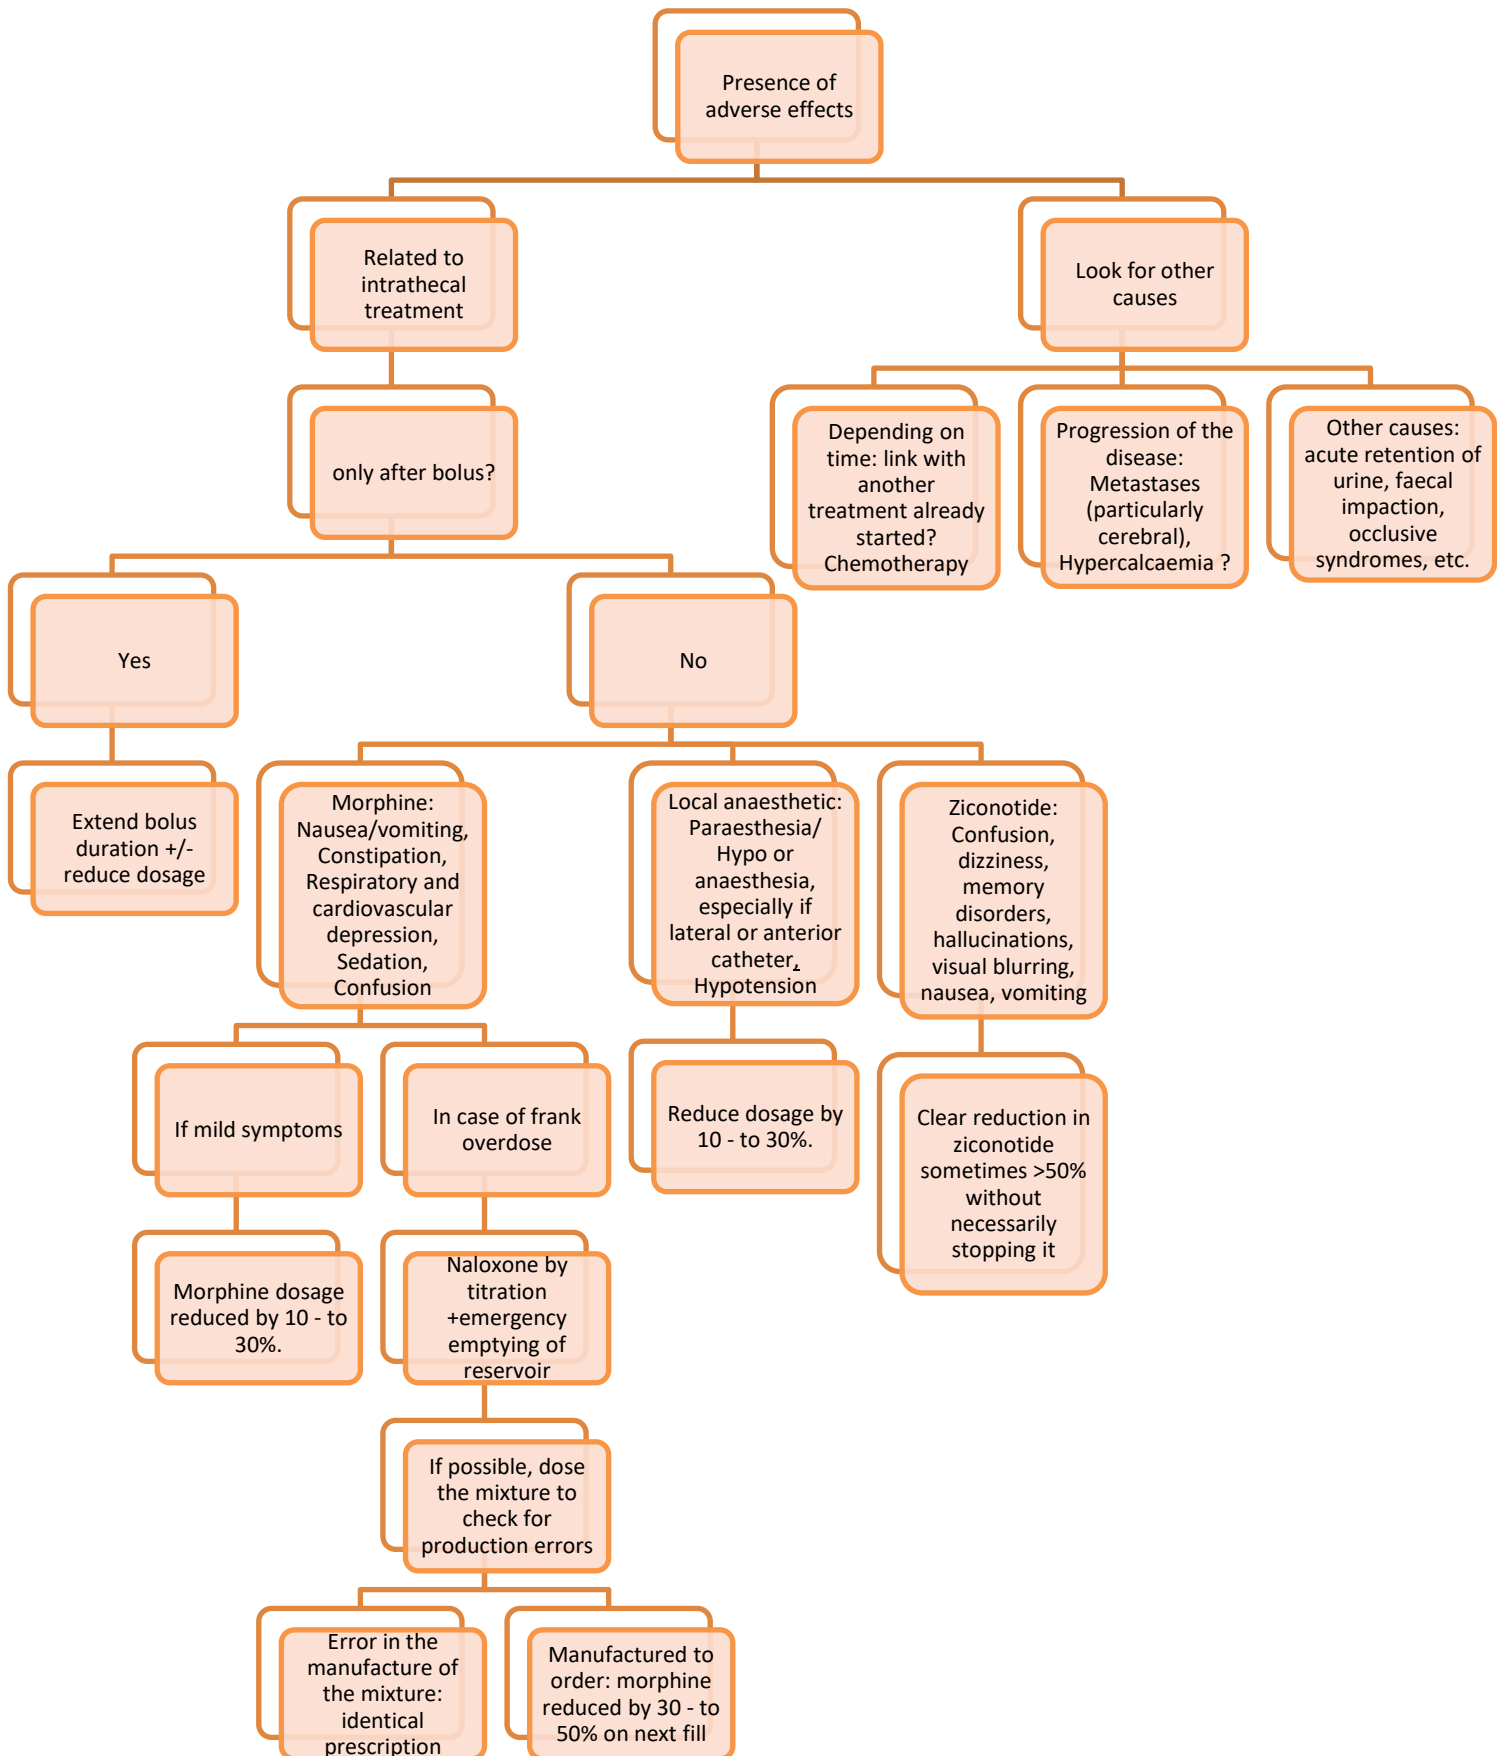 Presence of
adverse effects
Related to
intrathecal
treatment
Look for other
causes
only after bolus?
Depending on
time: link with
another
treatment already
started?
Chemotherapy
Progression of the
disease:
Metastases
(particularly
cerebral),
Hypercalcaemia ?
Other causes:
acute retention of
urine, faecal
impaction,
occlusive
syndromes, etc.
Yes
No
Extend bolus
duration +/-
reduce dosage
Morphine:
Nausea/vomiting,
Constipation,
Respiratory and
cardiovascular
depression,
Sedation,
Confusion
Local anaesthetic:
Paraesthesia/
Hypo or
anaesthesia,
especially if
lateral or anterior
catheter,
Hypotension
Ziconotide:
Confusion,
dizziness,
memory
disorders,
hallucinations,
visual blurring,
nausea, vomiting
If mild symptoms
In case of frank
overdose
Reduce dosage by
10 - to 30%.
Clear reduction in
ziconotide
sometimes >50%
without
necessarily
stopping it
Morphine dosage
reduced by 10 - to
30%.
Naloxone by
titration
+emergency
emptying of
reservoir
If possible, dose
the mixture to
check for
production errors
Error in the
manufacture of
the mixture:
identical
prescription
Manufactured to
order: morphine
reduced by 30 - to
50% on next fill